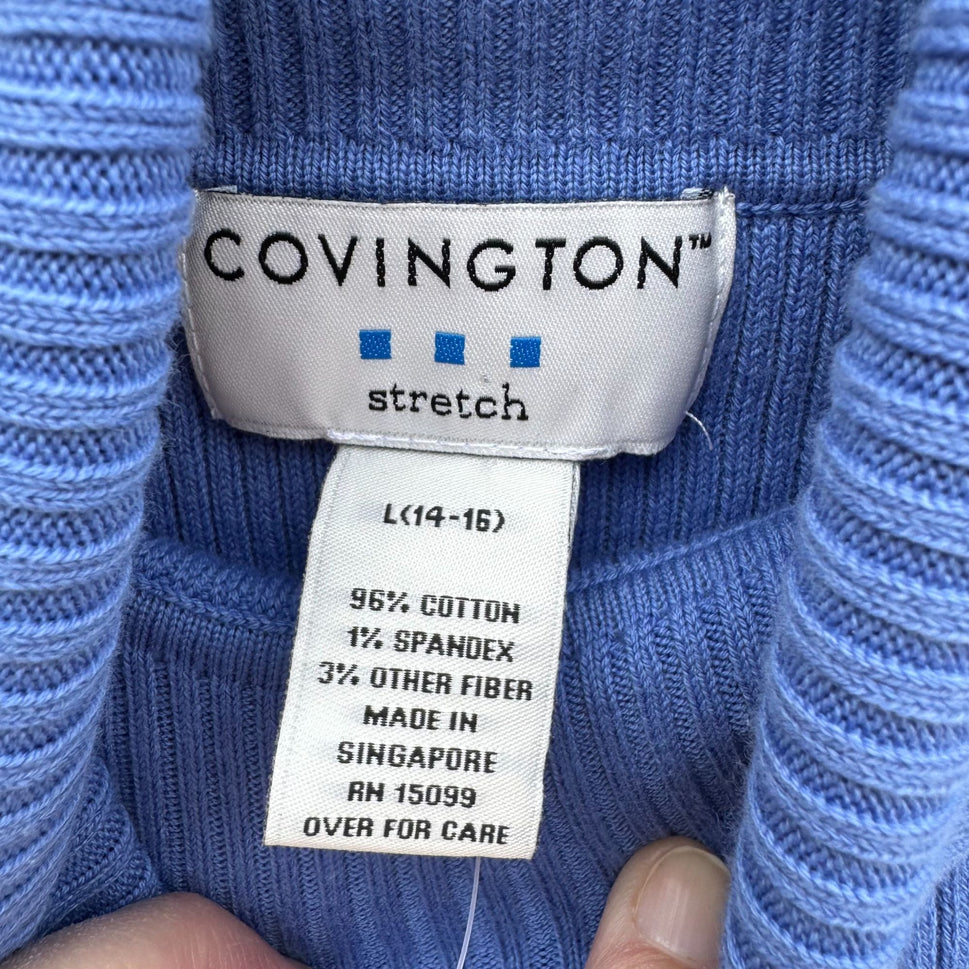 COVINGTON™
stretch
L(14-16)
96% COTTON
1% SPANDEX
3% OTHER FIBER
MADE IN
SINGAPORE
RN 15099
OVER FOR CARE